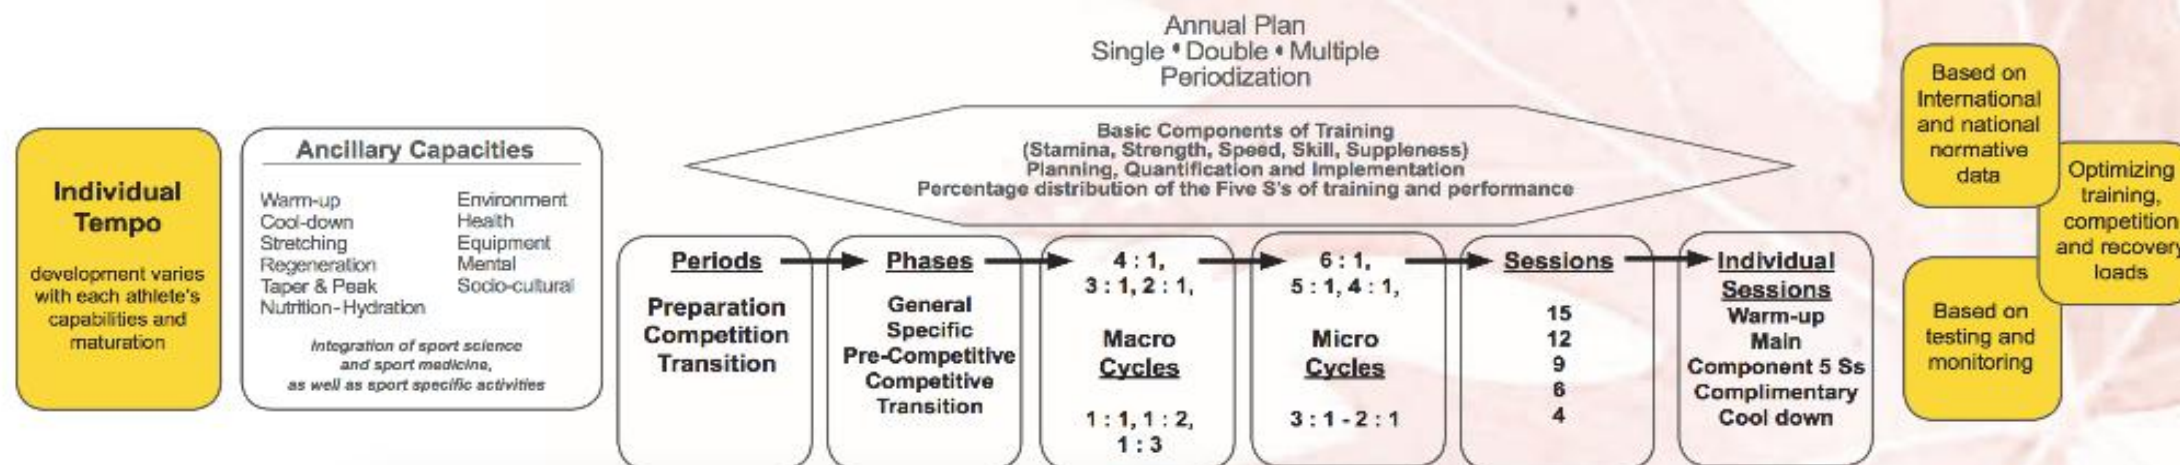 Annual Plan
Single • Double • Multiple
Periodization
Basic Components of Training
(Stamina, Strength, Speed, Skill, Suppleness)
Planning, Quantification and Implementation
Percentage distribution of the Five S's of training and performance
Individual
Tempo
development varies
with each athlete's
capabilities and
maturation
Ancillary Capacities
Warm-up
Cool-down
Stretching
Regeneration
Taper & Peak
Nutrition-Hydration
Environment
Health
Equipment
Mental
Socio-cultural
Integration of sport science
and sport medicine,
as well as sport specific activities
Periods
Preparation
Competition
Transition
Phases
General
Specific
Pre-Competitive
Competitive
Transition
4 : 1,
3 : 1, 2 : 1,
Macro
Cycles
1 : 1, 1 : 2,
1 : 3
6 : 1,
5 : 1, 4 : 1,
Micro
Cycles
3 : 1 - 2 : 1
Sessions
15
12
9
6
4
Individual
Sessions
Warm-up
Main
Component 5 Ss
Complimentary
Cool down
Based on
International
and national
normative
data
Optimizing
training,
competition
and recovery
loads
Based on
testing and
monitoring